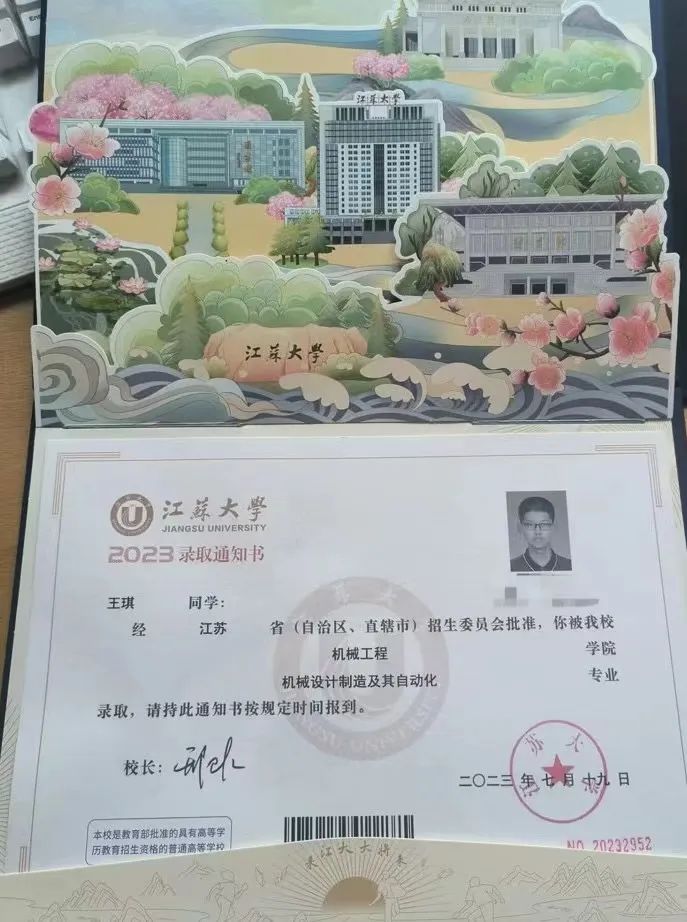 江蘇大學
江蘇大學
江蘇大學
JIANGSU UNIVERSITY
2023录取通知书
王琪 同学:
经 江苏 省(自治区、直辖市)招生委员会批准,你被我校
机械工程 学院
机械设计制造及其自动化 专业
录取,请持此通知书按规定时间报到。
校长:
二〇二三年七月十九日
本校是教育部批准的具有高等学
历教育招生资格的普通高等学校
NO 20232952